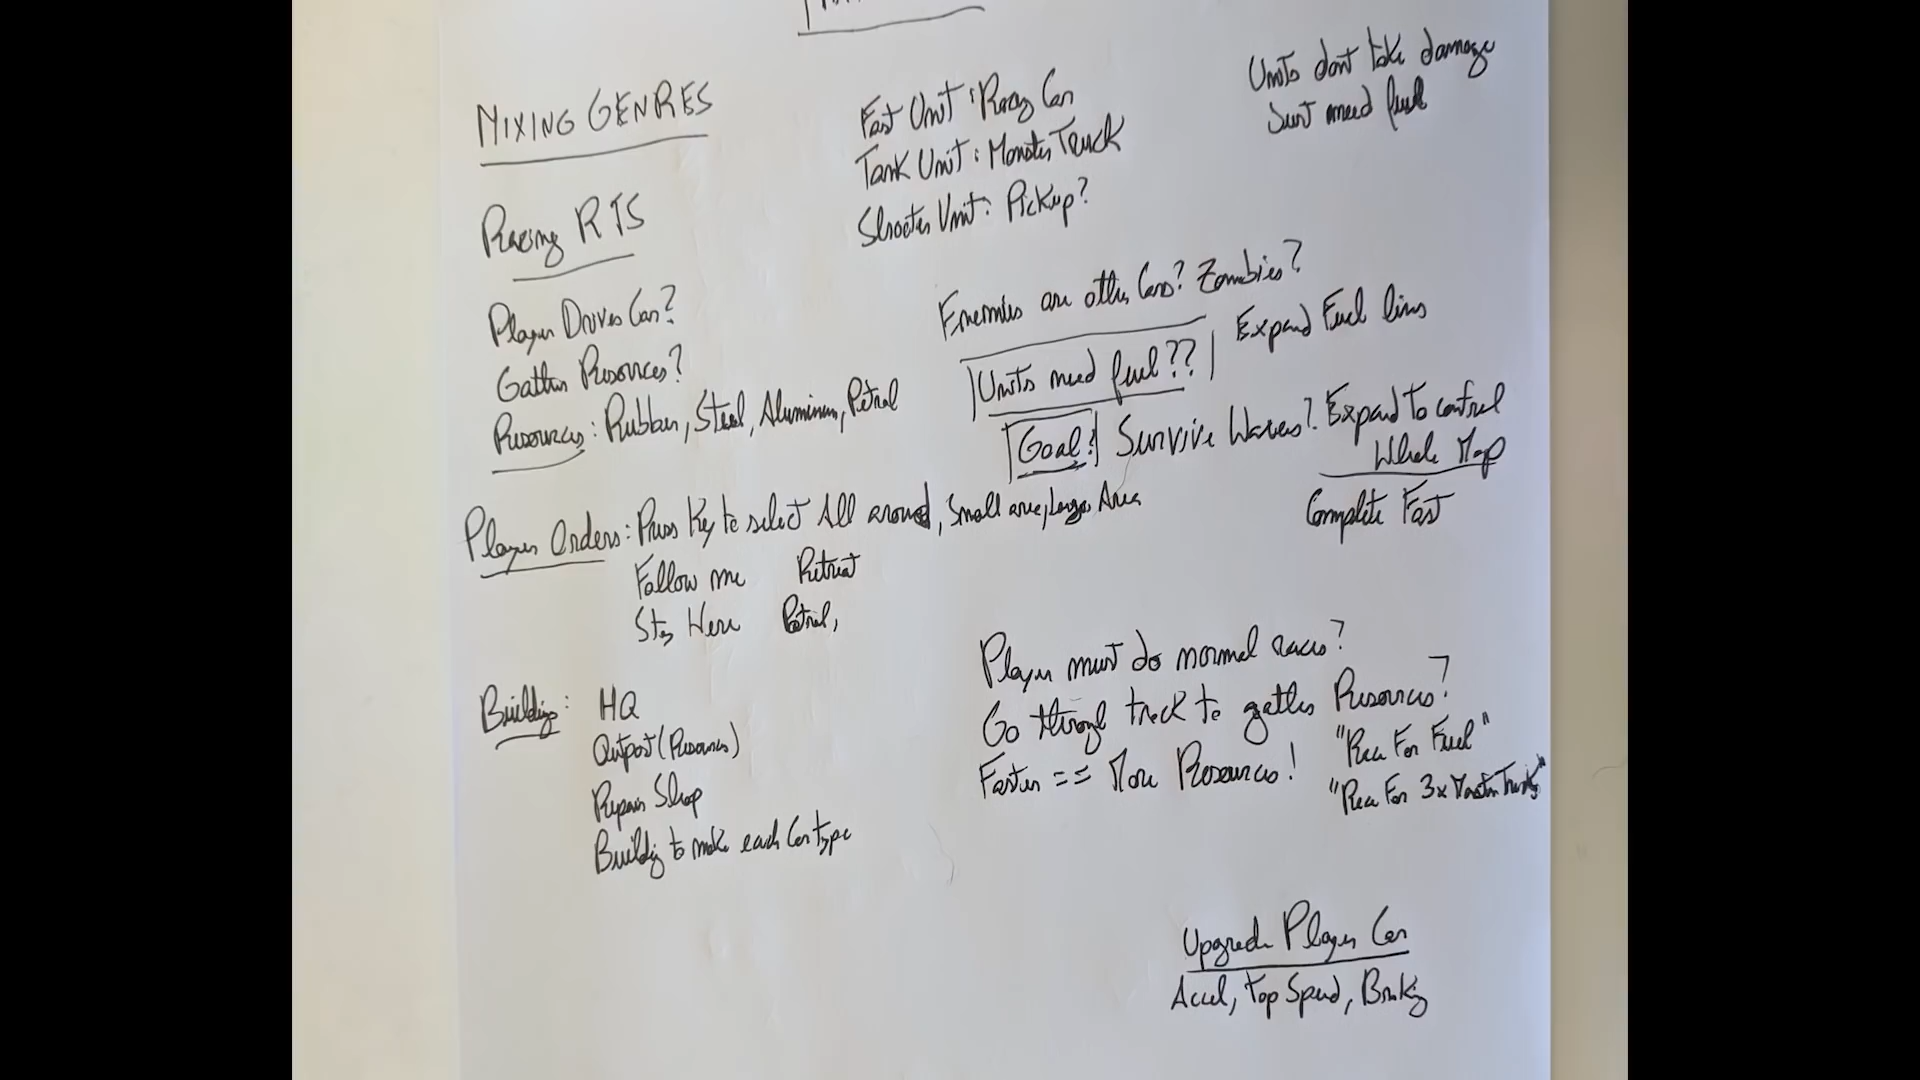 MIXING GENRES
Racing RTS
Player Drives Car?
Gather Resources?
Resources: Rubber, Steel, Aluminum, Petrol
Fast Unit: Racing Car
Tank Unit: Monster Truck
Shooter Unit: Pickup?
Units dont take damage
Just need fuel
Enemies are other Cars? Zombies?
Units need fuel??
Expand Fuel lines
Goal: Survive Waves? Expand to control
Whole Map
Complete Fast
Player Orders: Press Key to select All around, Small area, Large Area
Follow me Retreat
Stay Here Patrol,
Buildings: HQ
Outpost (Resources)
Repair Shop
Building to make each Car type
Player must do normal races?
Go through track to gather Resources?
Faster == More Resources!
"Race For Fuel"
"Race For 3x Monster Trucks"
Upgrade Player Car
Accel, Top Speed, Braking